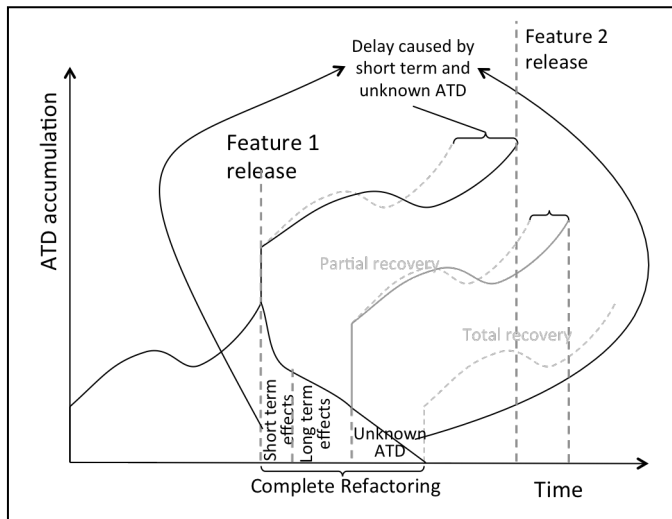 Delay caused by
short term and
unknown ATD
Feature 2
release
Feature 1
release
ATD accumulation
Partial recovery
Total recovery
Short term
effects
Long term
effects
Unknown
ATD
Complete Refactoring
Time